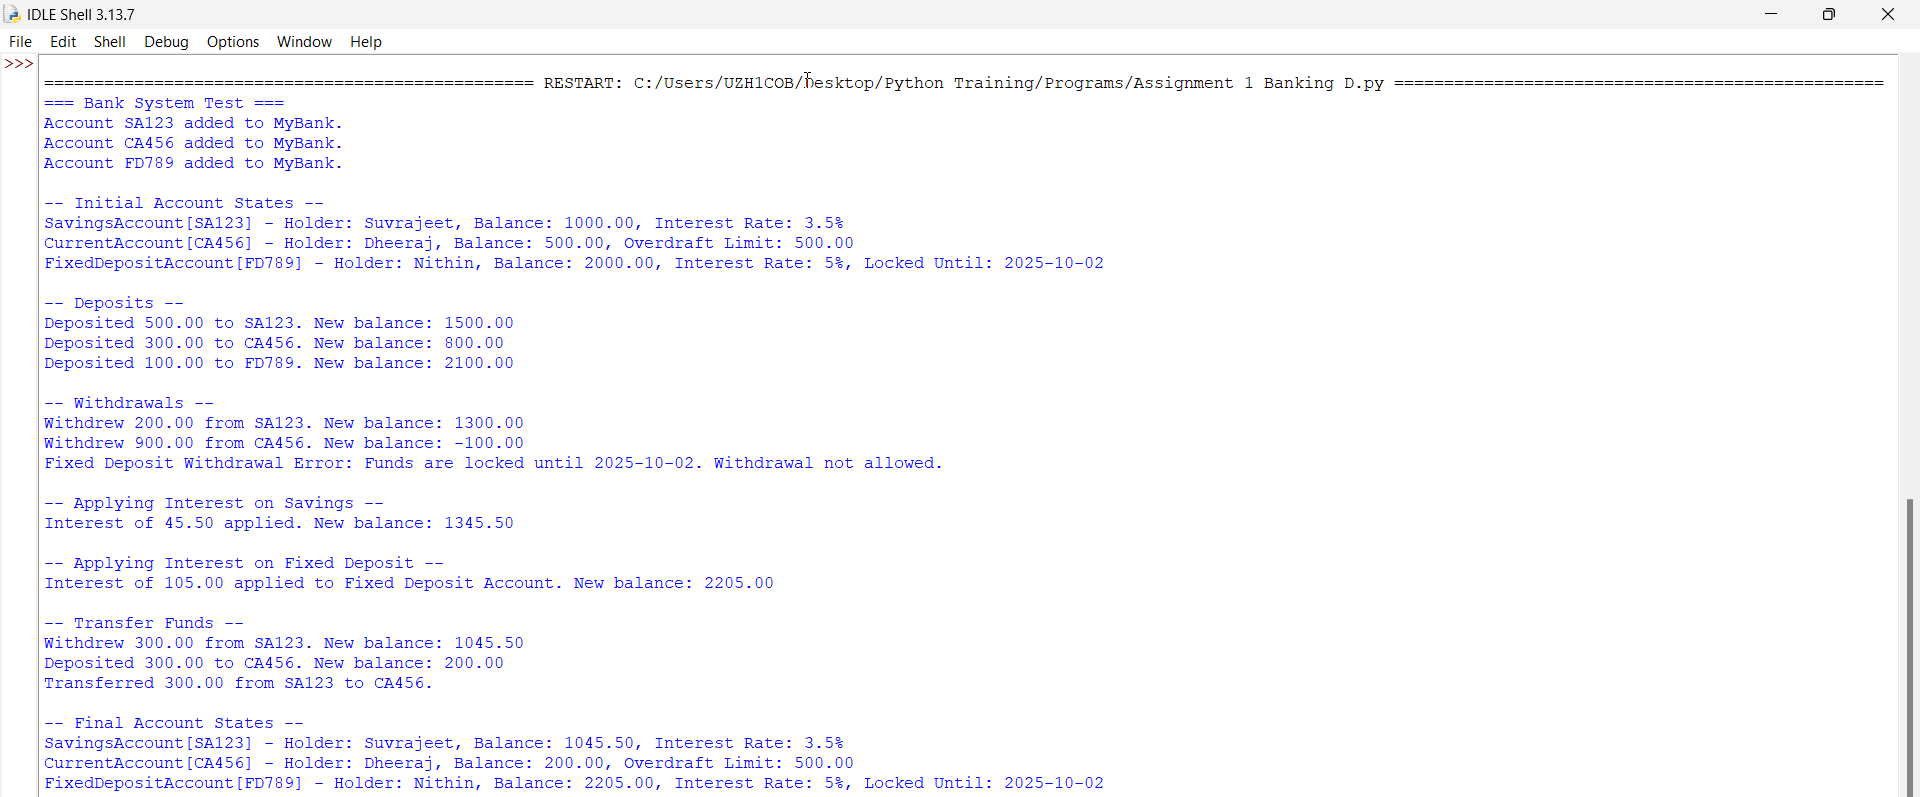 IDLE Shell 3.13.7
File Edit Shell Debug Options Window Help
>>>
================================================= RESTART: C:/Users/UZH1COB/Desktop/Python Training/Programs/Assignment 1 Banking D.py =================================================
=== Bank System Test ===
Account SA123 added to MyBank.
Account CA456 added to MyBank.
Account FD789 added to MyBank.
-- Initial Account States --
SavingsAccount[SA123] - Holder: Suvrajeet, Balance: 1000.00, Interest Rate: 3.5%
CurrentAccount[CA456] - Holder: Dheeraj, Balance: 500.00, Overdraft Limit: 500.00
FixedDepositAccount[FD789] - Holder: Nithin, Balance: 2000.00, Interest Rate: 5%, Locked Until: 2025-10-02
-- Deposits --
Deposited 500.00 to SA123. New balance: 1500.00
Deposited 300.00 to CA456. New balance: 800.00
Deposited 100.00 to FD789. New balance: 2100.00
-- Withdrawals --
Withdrew 200.00 from SA123. New balance: 1300.00
Withdrew 900.00 from CA456. New balance: -100.00
Fixed Deposit Withdrawal Error: Funds are locked until 2025-10-02. Withdrawal not allowed.
-- Applying Interest on Savings --
Interest of 45.50 applied. New balance: 1345.50
-- Applying Interest on Fixed Deposit --
Interest of 105.00 applied to Fixed Deposit Account. New balance: 2205.00
-- Transfer Funds --
Withdrew 300.00 from SA123. New balance: 1045.50
Deposited 300.00 to CA456. New balance: 200.00
Transferred 300.00 from SA123 to CA456.
-- Final Account States --
SavingsAccount[SA123] - Holder: Suvrajeet, Balance: 1045.50, Interest Rate: 3.5%
CurrentAccount[CA456] - Holder: Dheeraj, Balance: 200.00, Overdraft Limit: 500.00
FixedDepositAccount[FD789] - Holder: Nithin, Balance: 2205.00, Interest Rate: 5%, Locked Until: 2025-10-02